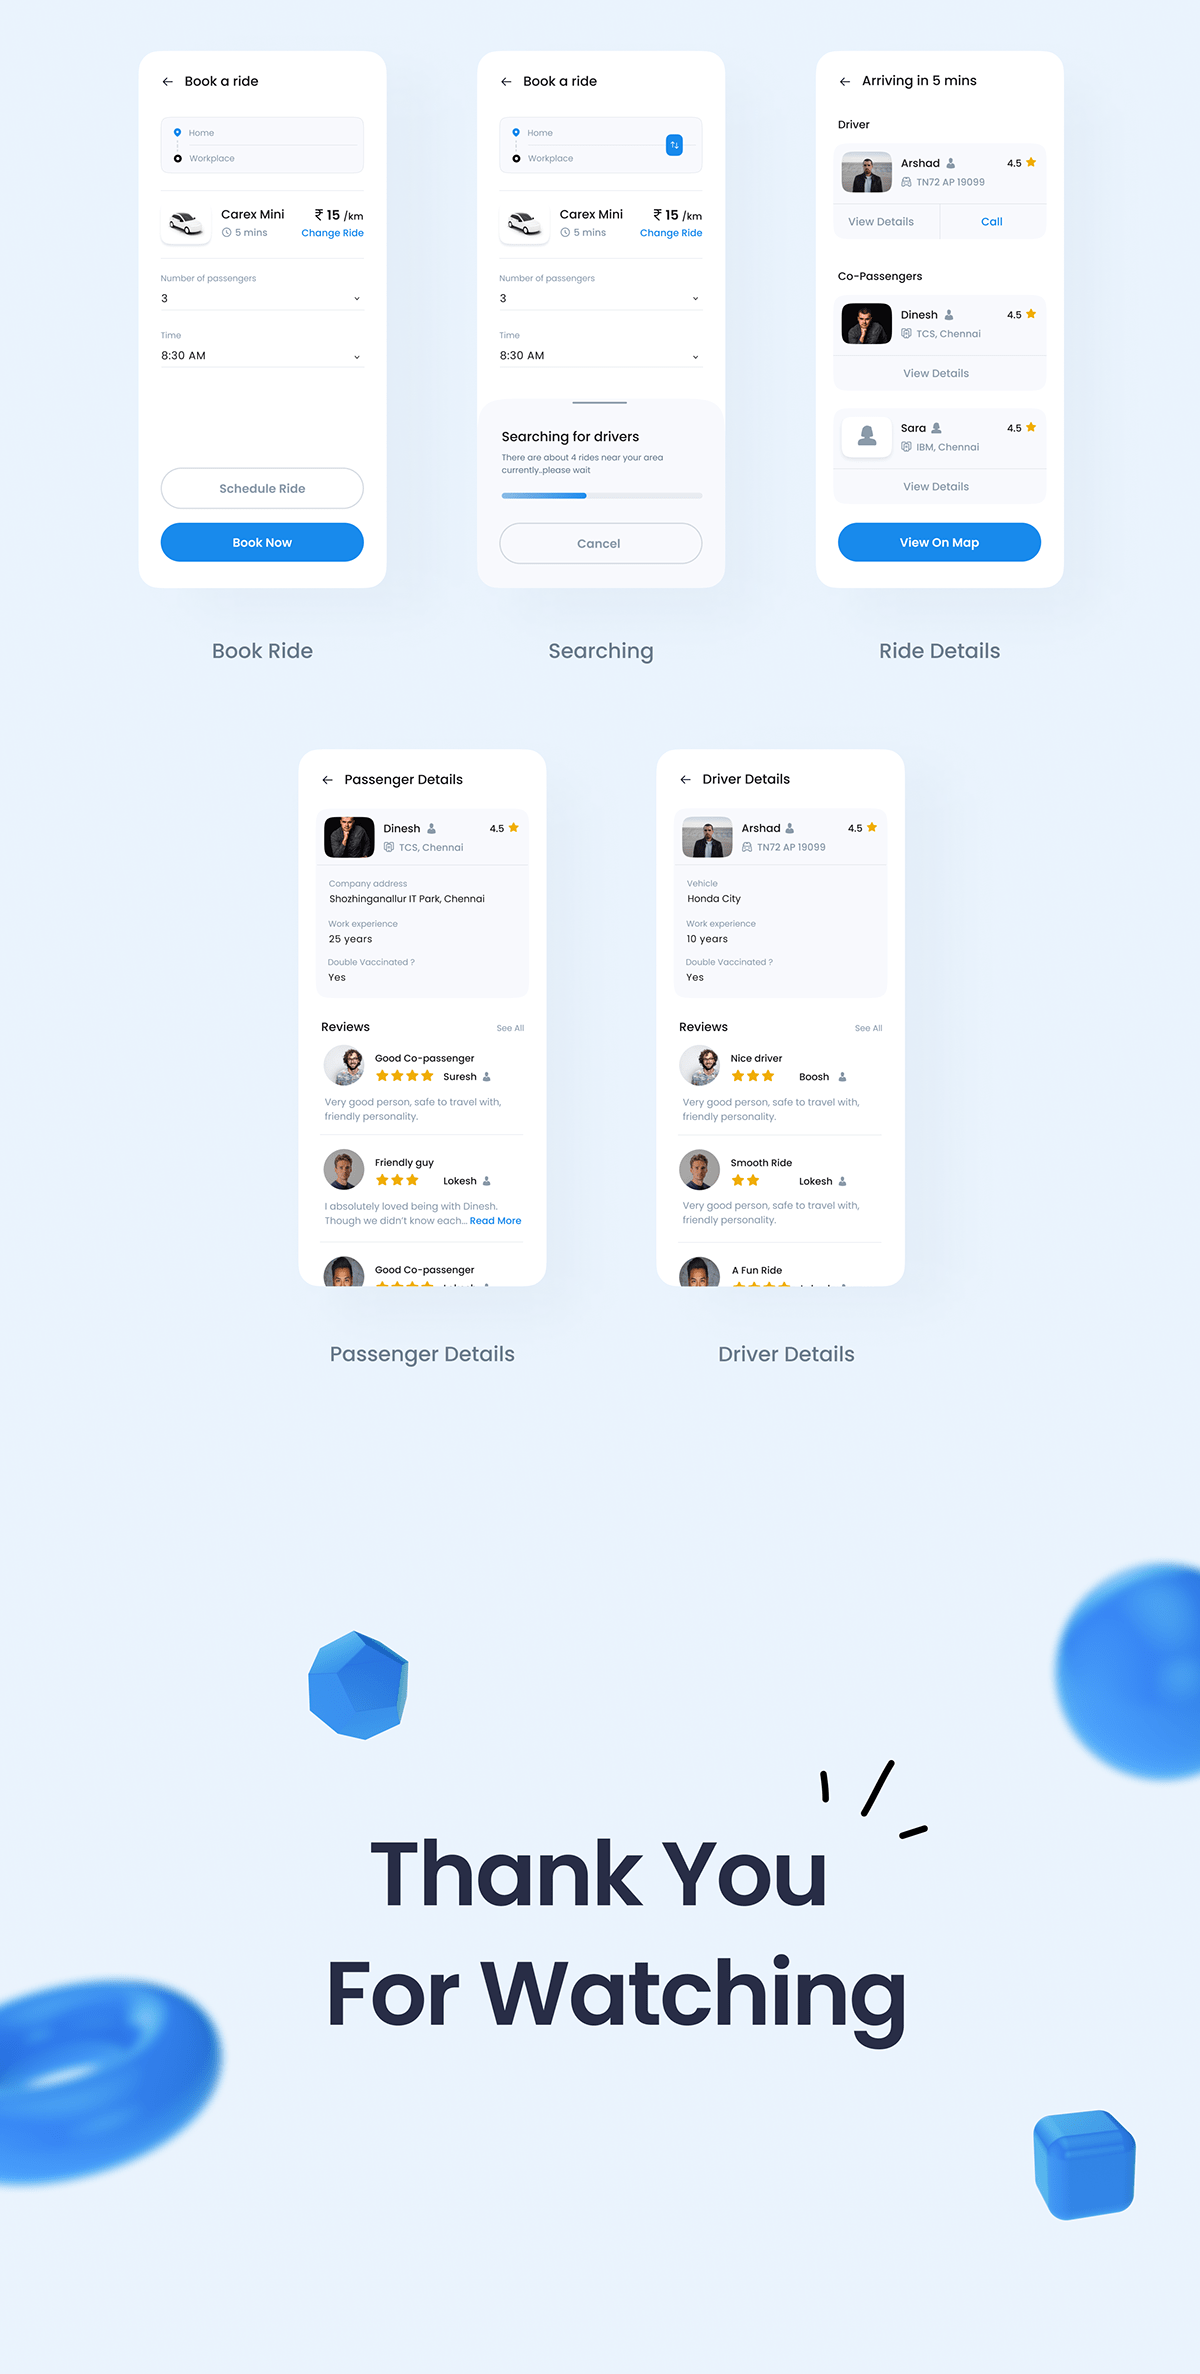 Book a ride
Home
Workplace
Carex Mini
₹ 15 /km
5 mins
Change Ride
Number of passengers
3
Time
8:30 AM
Schedule Ride
Book Now
Book Ride
Book a ride
Home
Workplace
Carex Mini
₹ 15 /km
5 mins
Change Ride
Number of passengers
3
Time
8:30 AM
Searching for drivers
There are about 4 rides near your area
currently..please wait
Cancel
Searching
Arriving in 5 mins
Driver
Arshad
4.5
TN72 AP 19099
View Details
Call
Co-Passengers
Dinesh
4.5
TCS, Chennai
View Details
Sara
4.5
IBM, Chennai
View Details
View On Map
Ride Details
Passenger Details
Dinesh
4.5
TCS, Chennai
Company address
Shozhinganallur IT Park, Chennai
Work experience
25 years
Double Vaccinated ?
Yes
Reviews
See All
Good Co-passenger
Suresh
Very good person, safe to travel with,
friendly personality.
Friendly guy
Lokesh
I absolutely loved being with Dinesh.
Though we didn't know each... Read More
Good Co-passenger
Passenger Details
Driver Details
Arshad
4.5
TN72 AP 19099
Vehicle
Honda City
Work experience
10 years
Double Vaccinated ?
Yes
Reviews
See All
Nice driver
Boosh
Very good person, safe to travel with,
friendly personality.
Smooth Ride
Lokesh
Very good person, safe to travel with,
friendly personality.
A Fun Ride
Driver Details
Thank You
For Watching